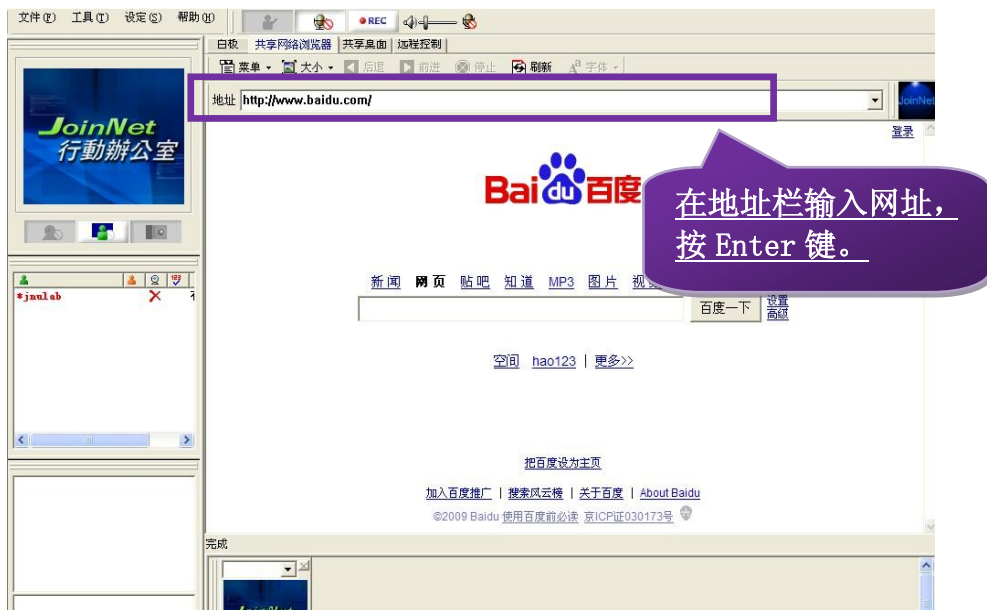 文件(F) 工具(T) 设定(S) 帮助(H)
REC
白板 共享网络浏览器 共享桌面 远程控制
菜单 大小 后退 前进 停止 刷新 字体
地址 http://www.baidu.com/
JoinNet
登录
JoinNet
行動辦公室
Bai du 百度
在地址栏输入网址，
按 Enter 键。
*jnulab
新闻 网页 贴吧 知道 MP3 图片
百度一下
设置
高级
空间 hao123 | 更多>>
把百度设为主页
加入百度推广 | 搜索风云榜 | 关于百度 | About Baidu
©2009 Baidu 使用百度前必读 京ICP证030173号
完成
JoinNet